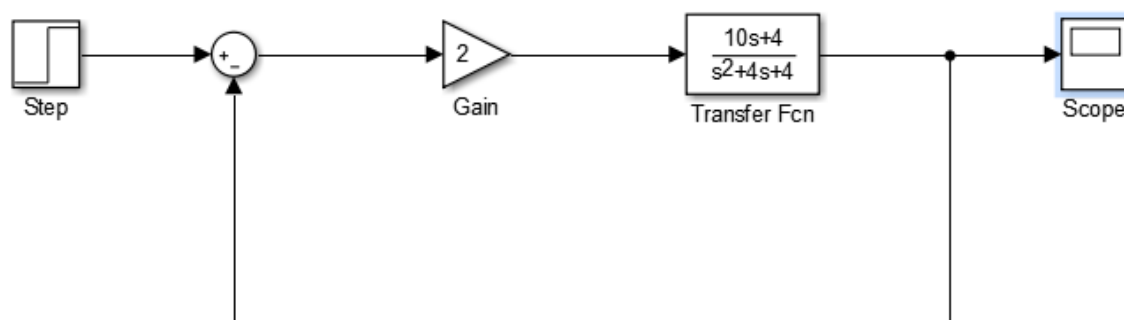 Step
+
−
2
Gain
10s+4
s2+4s+4
Transfer Fcn
Scope